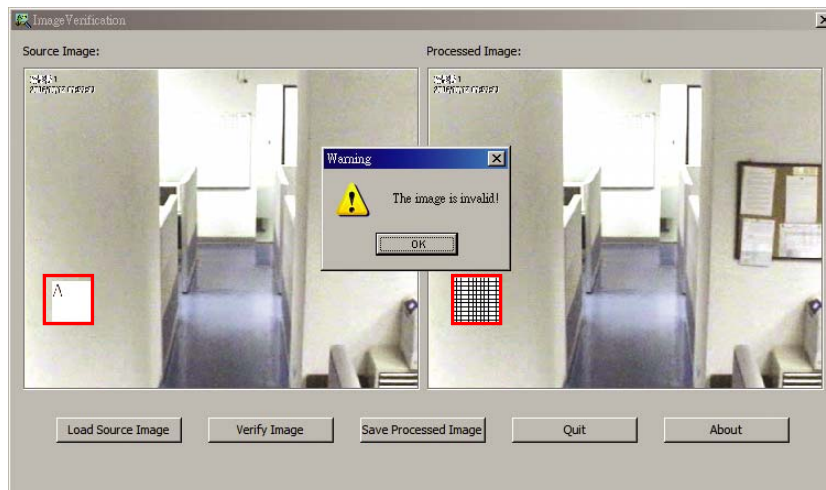 ImageVerification
Source Image:
Processed Image:
Warning
The image is invalid!
OK
A
Load Source Image
Verify Image
Save Processed Image
Quit
About